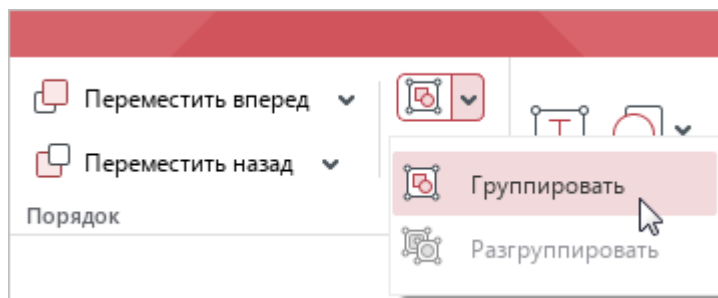 Переместить вперед
Переместить назад
Порядок
Группировать
Разгруппировать